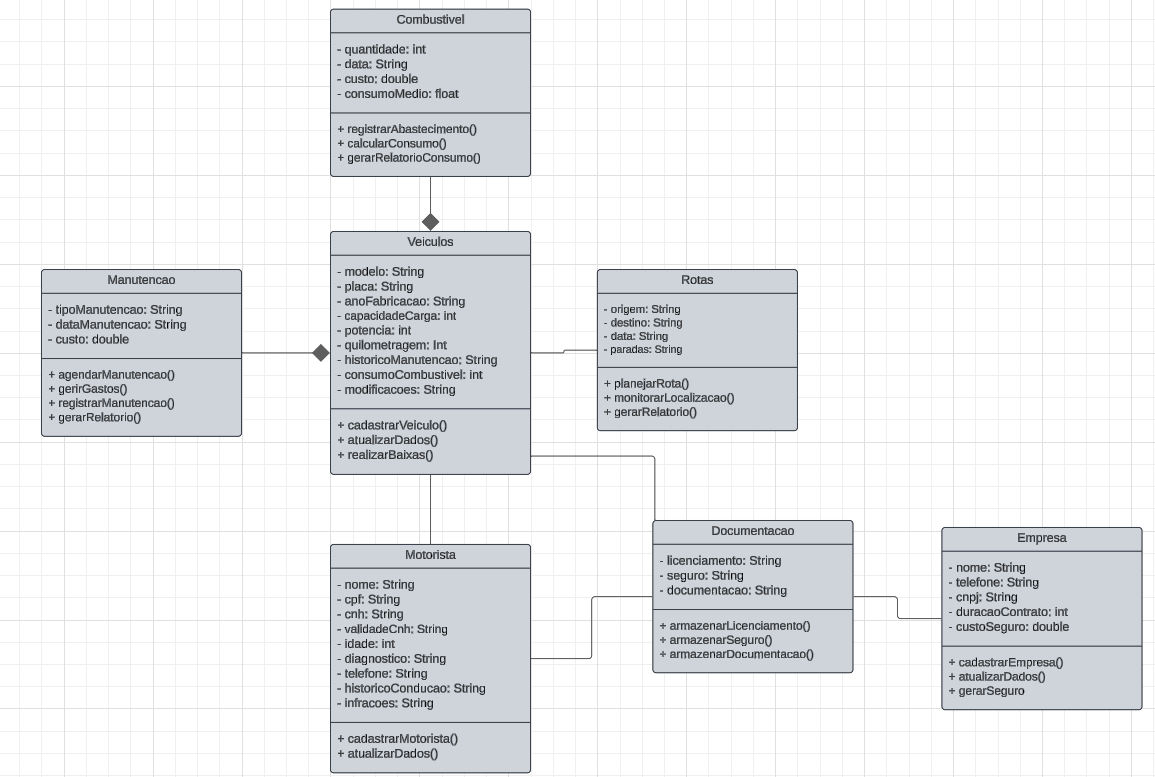 Combustivel
- quantidade: int
- data: String
- custo: double
- consumoMedio: float
+ registrarAbastecimento()
+ calcularConsumo()
+ gerarRelatorioConsumo()
Veiculos
- modelo: String
- placa: String
- anoFabricacao: String
- capacidadeCarga: int
- potencia: int
- quilometragem: Int
- historicoManutencao: String
- consumoCombustivel: int
- modificacoes: String
+ cadastrarVeiculo()
+ atualizarDados()
+ realizarBaixas()
Manutencao
- tipoManutencao: String
- dataManutencao: String
- custo: double
+ agendarManutencao()
+ gerirGastos()
+ registrarManutencao()
+ gerarRelatorio()
Rotas
- origem: String
- destino: String
- data: String
- paradas: String
+ planejarRota()
+ monitorarLocalizacao()
+ gerarRelatorio()
Motorista
- nome: String
- cpf: String
- cnh: String
- validadeCnh: String
- idade: int
- diagnostico: String
- telefone: String
- historicoConducao: String
- infracoes: String
+ cadastrarMotorista()
+ atualizarDados()
Documentacao
- licenciamento: String
- seguro: String
- documentacao: String
+ armazenarLicenciamento()
+ armazenarSeguro()
+ armazenarDocumentacao()
Empresa
- nome: String
- telefone: String
- cnpj: String
- duracaoContrato: int
- custoSeguro: double
+ cadastrarEmpresa()
+ atualizarDados()
+ gerarSeguro